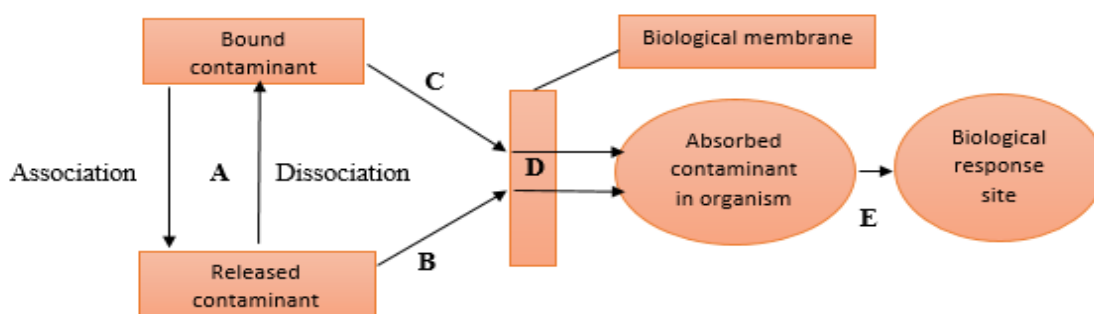 Bound
contaminant
Biological membrane
C
Association
A
Dissociation
D
Absorbed
contaminant
in organism
Biological
response
site
E
B
Released
contaminant